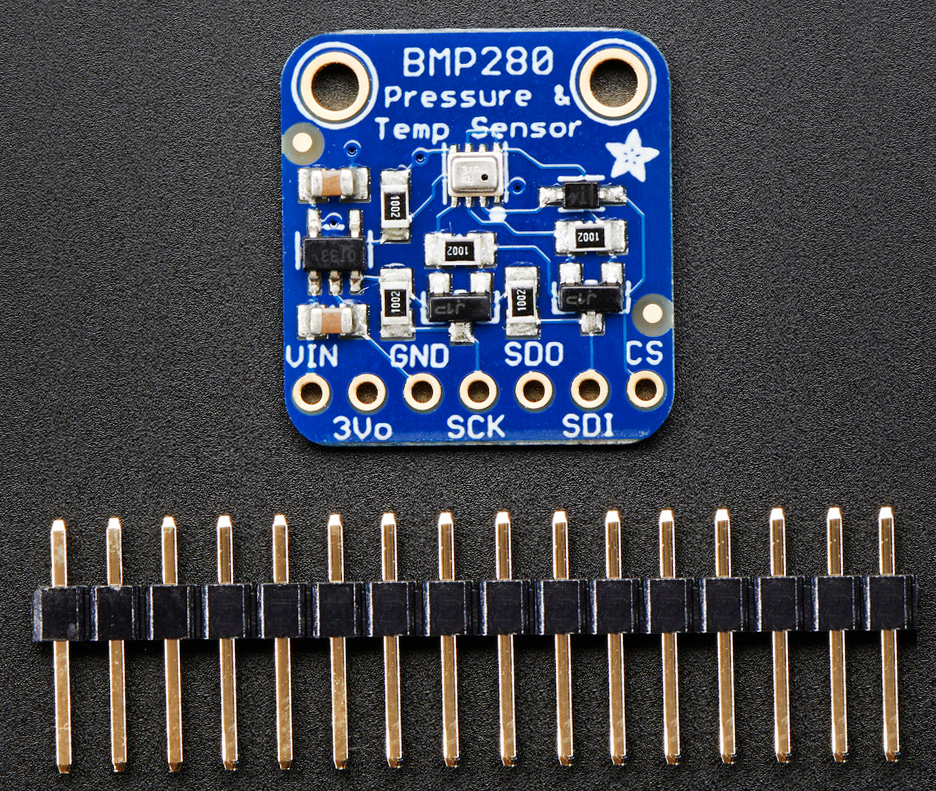 BMP280
Pressure &
Temp Sensor
1002
1002
1002
1002
1002
VIN GND SDO CS
3Vo SCK SDI